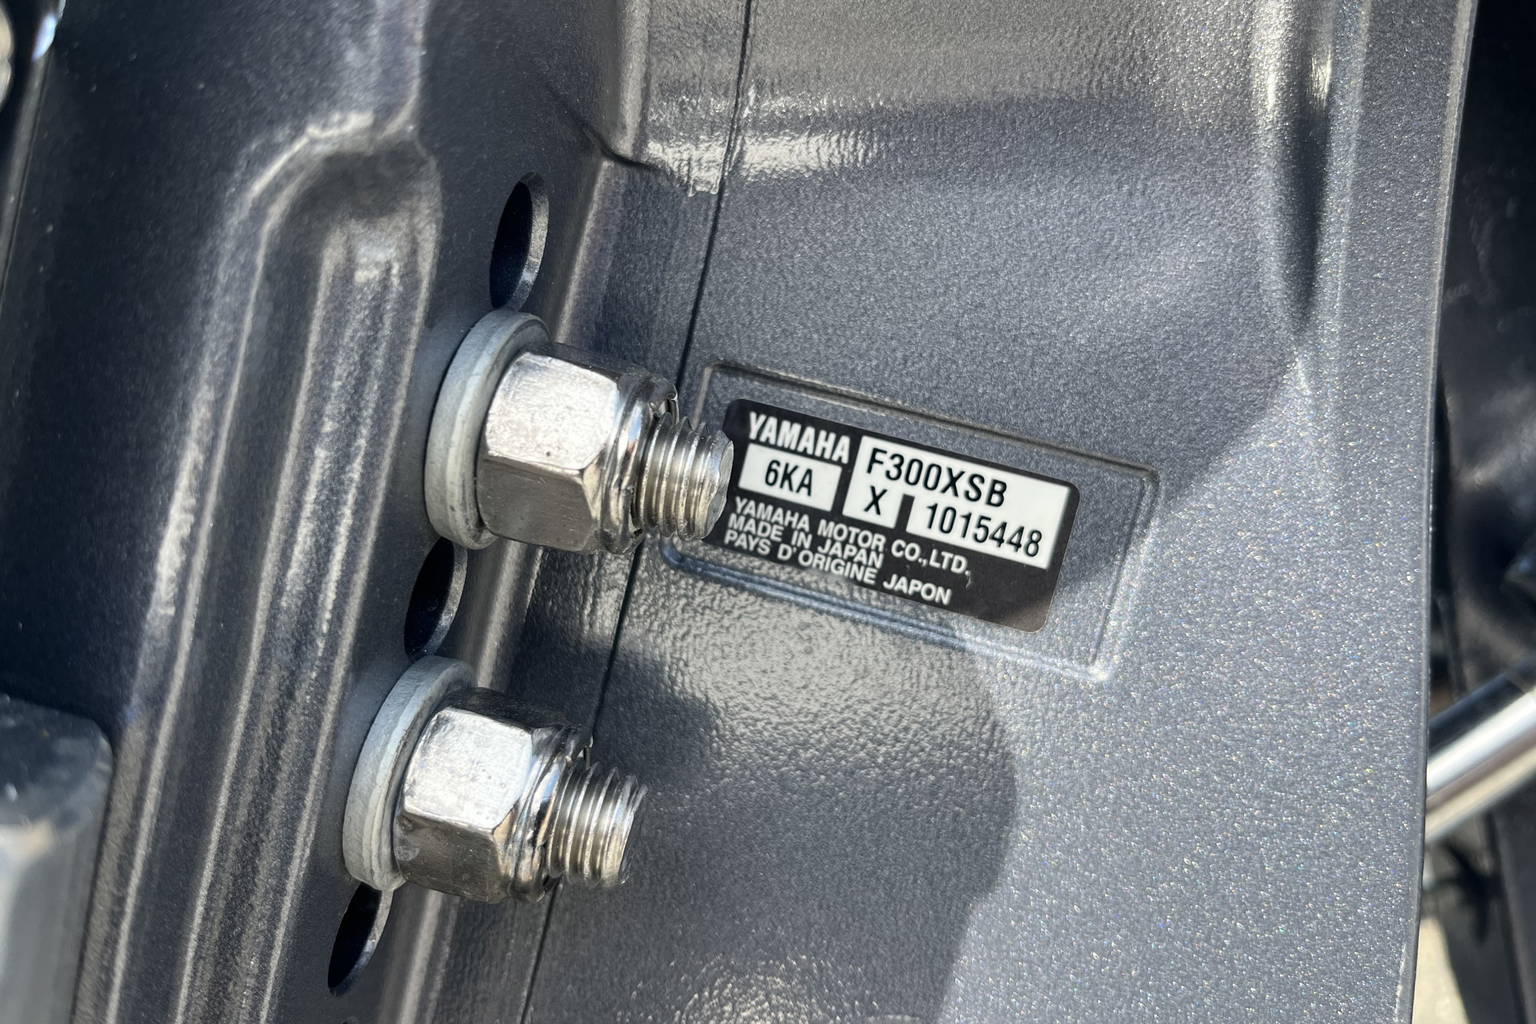 YAMAHA
6KA
F300XSB
X 1015448
YAMAHA MOTOR CO.,LTD.
MADE IN JAPAN
PAYS D'ORIGINE JAPON